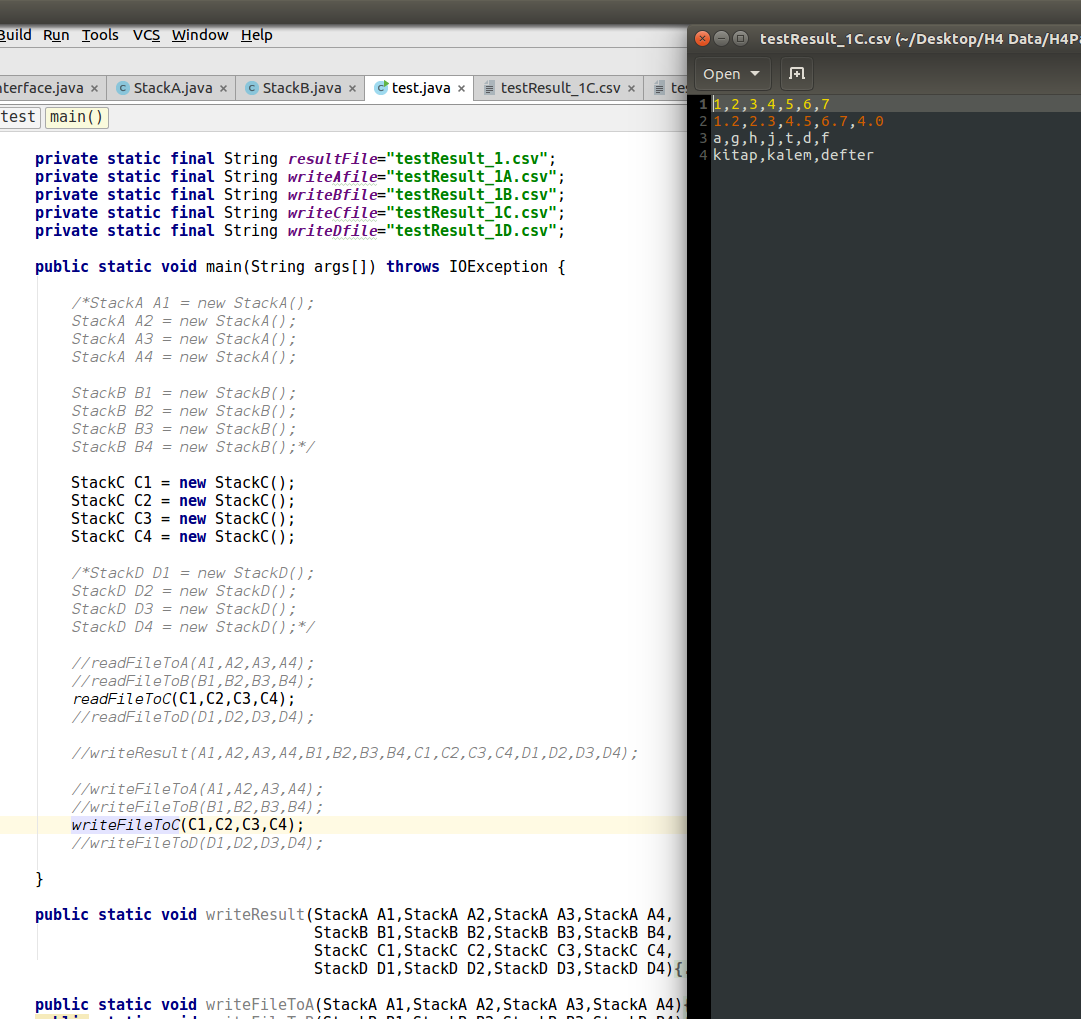 Build Run Tools VCS Window Help
nterface.java × StackA.java × StackB.java × test.java × testResult_1C.csv ×
test main()
private static final String resultFile="testResult_1.csv";
private static final String writeAfile="testResult_1A.csv";
private static final String writeBfile="testResult_1B.csv";
private static final String writeCfile="testResult_1C.csv";
private static final String writeDfile="testResult_1D.csv";
public static void main(String args[]) throws IOException {
/*StackA A1 = new StackA();
StackA A2 = new StackA();
StackA A3 = new StackA();
StackA A4 = new StackA();
StackB B1 = new StackB();
StackB B2 = new StackB();
StackB B3 = new StackB();
StackB B4 = new StackB();*/
StackC C1 = new StackC();
StackC C2 = new StackC();
StackC C3 = new StackC();
StackC C4 = new StackC();
/*StackD D1 = new StackD();
StackD D2 = new StackD();
StackD D3 = new StackD();
StackD D4 = new StackD();*/
//readFileToA(A1,A2,A3,A4);
//readFileToB(B1,B2,B3,B4);
readFileToC(C1,C2,C3,C4);
//readFileToD(D1,D2,D3,D4);
//writeResult(A1,A2,A3,A4,B1,B2,B3,B4,C1,C2,C3,C4,D1,D2,D3,D4);
//writeFileToA(A1,A2,A3,A4);
//writeFileToB(B1,B2,B3,B4);
writeFileToC(C1,C2,C3,C4);
//writeFileToD(D1,D2,D3,D4);
}
public static void writeResult(StackA A1,StackA A2,StackA A3,StackA A4,
StackB B1,StackB B2,StackB B3,StackB B4,
StackC C1,StackC C2,StackC C3,StackC C4,
StackD D1,StackD D2,StackD D3,StackD D4){
public static void writeFileToA(StackA A1,StackA A2,StackA A3,StackA A4){
testResult_1C.csv (~/Desktop/H4 Data/H4Pa
Open
1 1,2,3,4,5,6,7
2 1.2,2.3,4.5,6.7,4.0
3 a,g,h,j,t,d,f
4 kitap,kalem,defter